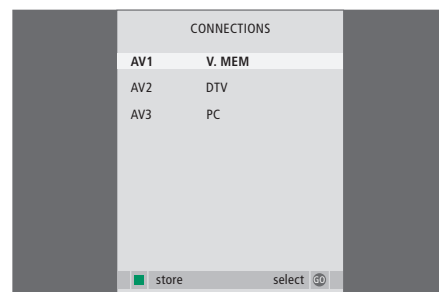 CONNECTIONS
AV1 V. MEM
AV2 DTV
AV3 PC
store select GO